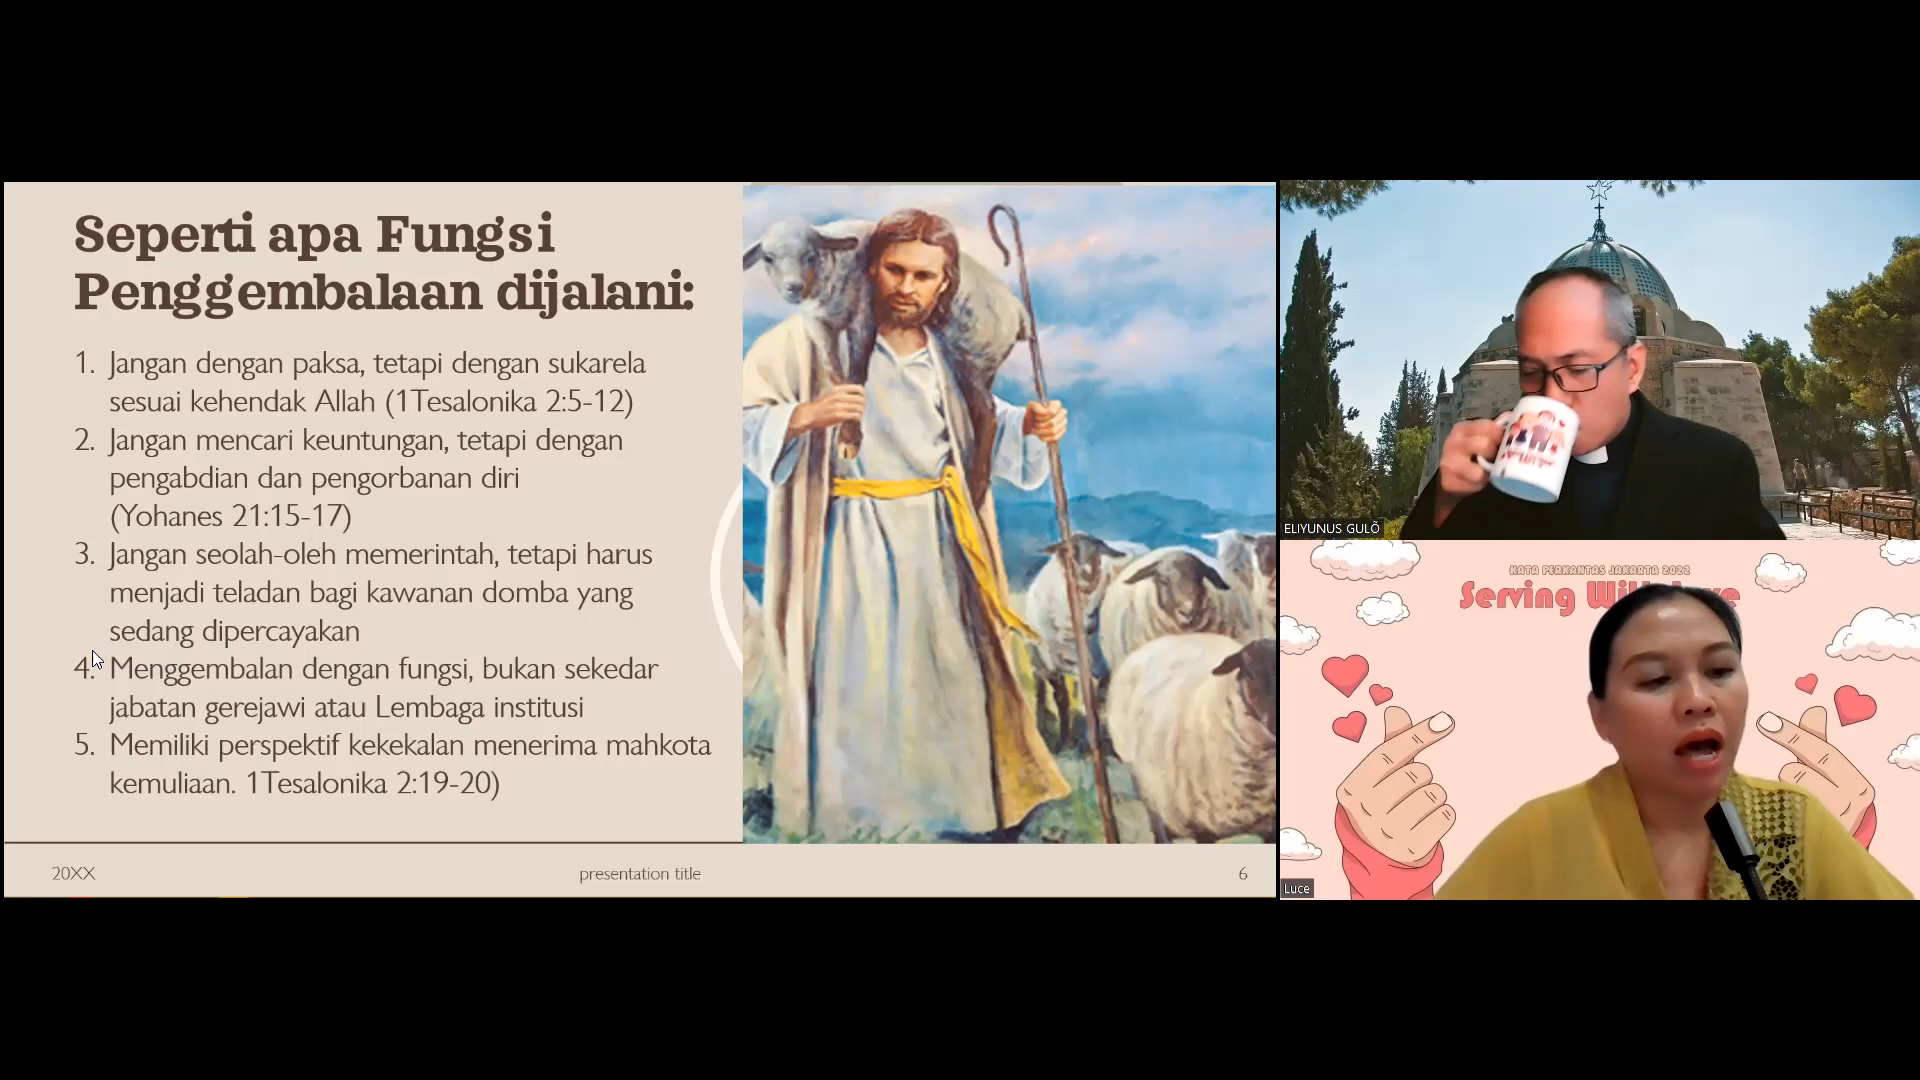 Seperti apa Fungsi
Penggembalaan dijalani:
1. Jangan dengan paksa, tetapi dengan sukarela
sesuai kehendak Allah (1Tesalonika 2:5-12)
2. Jangan mencari keuntungan, tetapi dengan
pengabdian dan pengorbanan diri
(Yohanes 21:15-17)
3. Jangan seolah-oleh memerintah, tetapi harus
menjadi teladan bagi kawanan domba yang
sedang dipercayakan
4. Menggembalan dengan fungsi, bukan sekedar
jabatan gerejawi atau Lembaga institusi
5. Memiliki perspektif kekekalan menerima mahkota
kemuliaan. 1Tesalonika 2:19-20)
20XX
presentation title
6
ELIYUNUS GULÕ
KATA PERKANTAS JAKARTA 2022
Serving
Luce